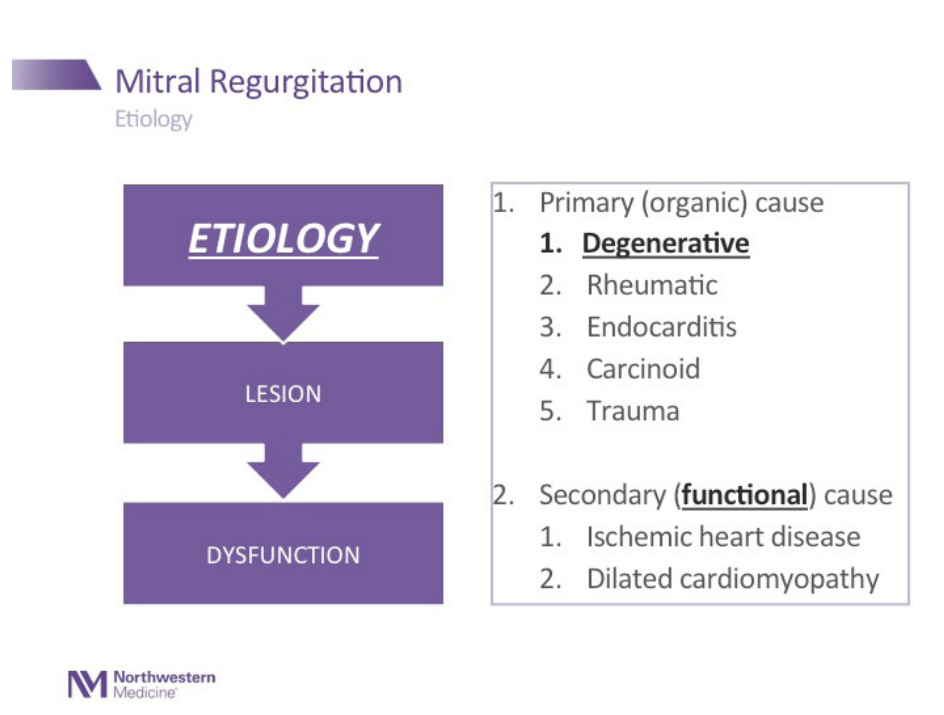 Mitral Regurgitation
Etiology
ETIOLOGY
LESION
DYSFUNCTION
1. Primary (organic) cause
1. Degenerative
2. Rheumatic
3. Endocarditis
4. Carcinoid
5. Trauma
2. Secondary (functional) cause
1. Ischemic heart disease
2. Dilated cardiomyopathy
NM Northwestern
Medicine